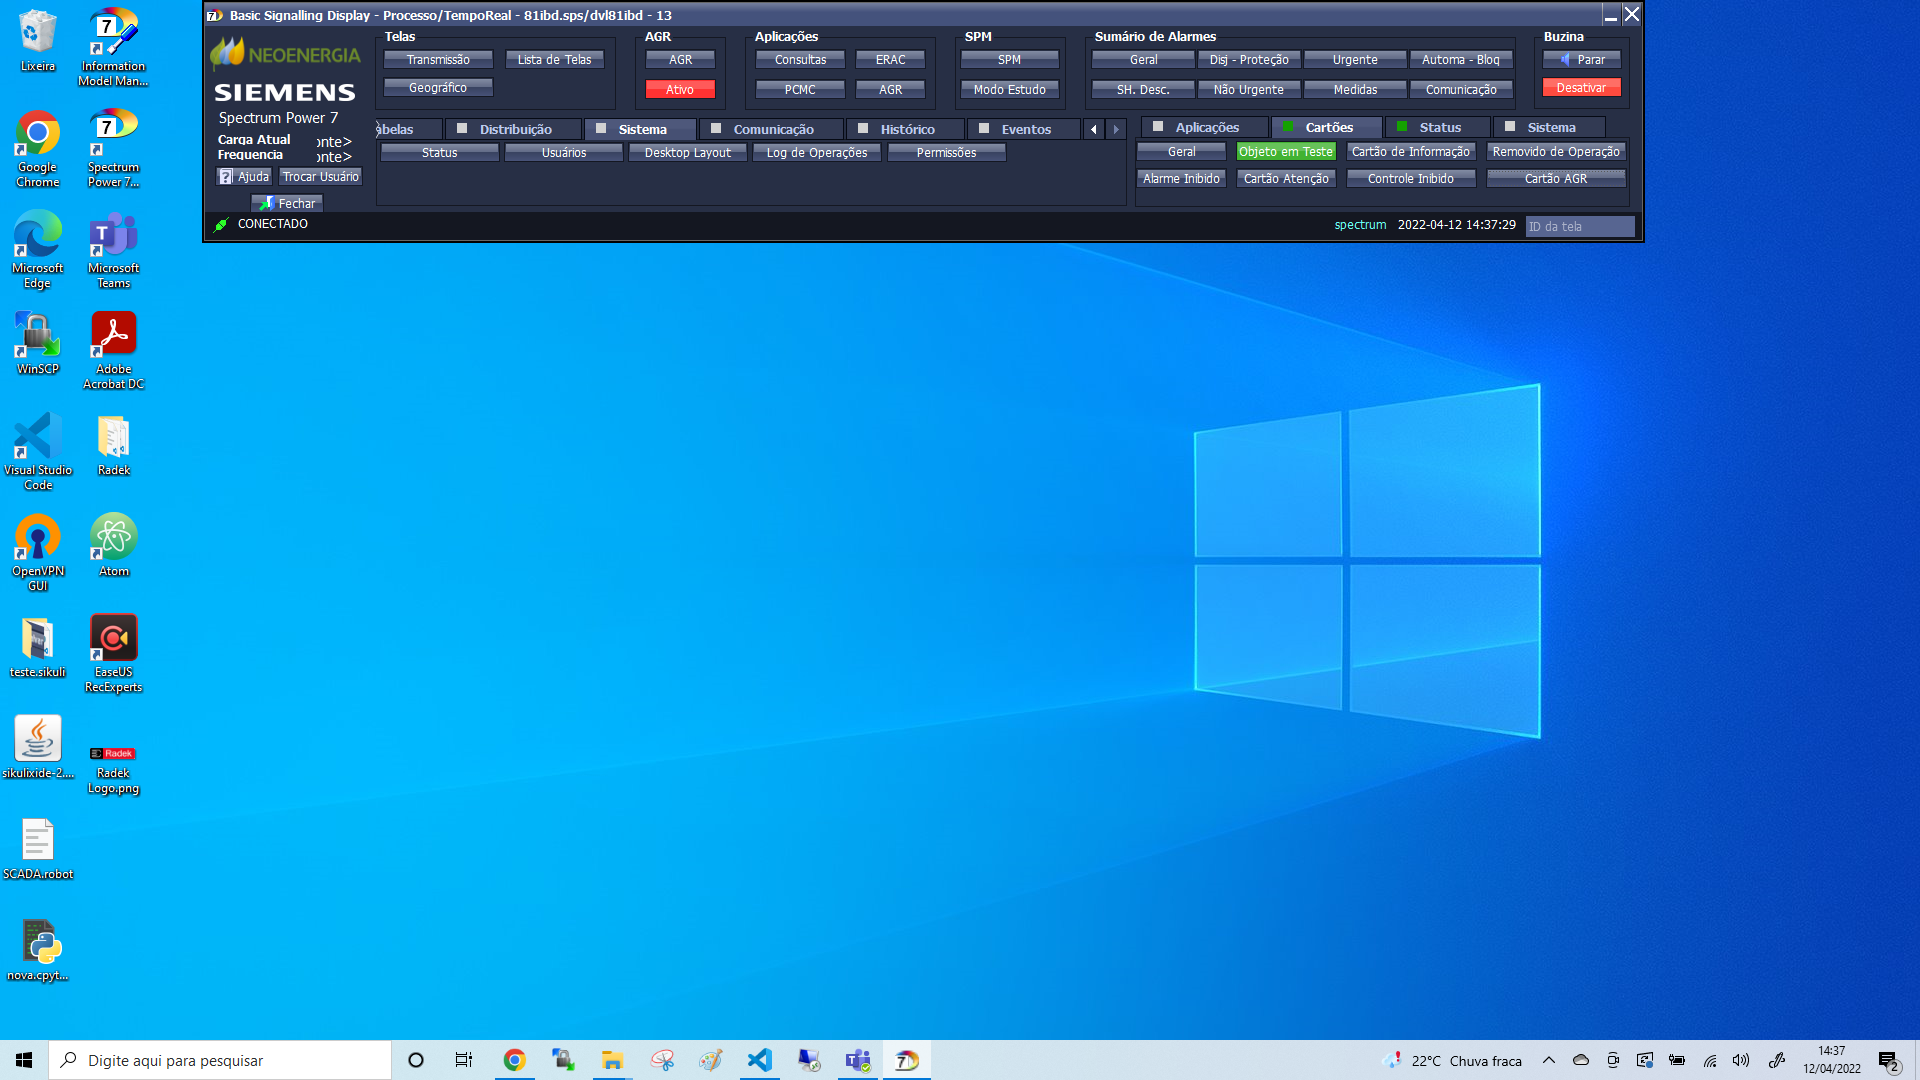 Basic Signalling Display - Processo/TempoReal - 81ibd.sps/dvl81ibd - 13
NEOENERGIA
SIEMENS
Spectrum Power 7
Carga Atual
onte>
Frequencia
onte>
Ajuda
Trocar Usuário
Fechar
Telas
Transmissão
Lista de Telas
Geográfico
AGR
AGR
Ativo
Aplicações
Consultas
ERAC
PCMC
AGR
SPM
SPM
Modo Estudo
Sumário de Alarmes
Geral
Disj - Proteção
Urgente
Automa - Bloq
SH. Desc.
Não Urgente
Medidas
Comunicação
Buzina
Parar
Desativar
abelas
Distribuição
Sistema
Comunicação
Histórico
Eventos
Status
Usuários
Desktop Layout
Log de Operações
Permissões
Aplicações
Cartões
Status
Sistema
Geral
Objeto em Teste
Cartão de Informação
Removido de Operação
Alarme Inibido
Cartão Atenção
Controle Inibido
Cartão AGR
CONECTADO
spectrum
2022-04-12 14:37:29
ID da tela
Lixeira
Information
Model Man...
Google
Chrome
Spectrum
Power 7...
Microsoft
Edge
Microsoft
Teams
WinSCP
Adobe
Acrobat DC
Visual Studio
Code
Radek
OpenVPN
GUI
Atom
teste.sikuli
EaseUS
RecExperts
sikulixide-2....
Radek
Radek
Logo.png
SCADA.robot
nova.cpyt...
Digite aqui para pesquisar
22°C
Chuva fraca
14:37
12/04/2022
2